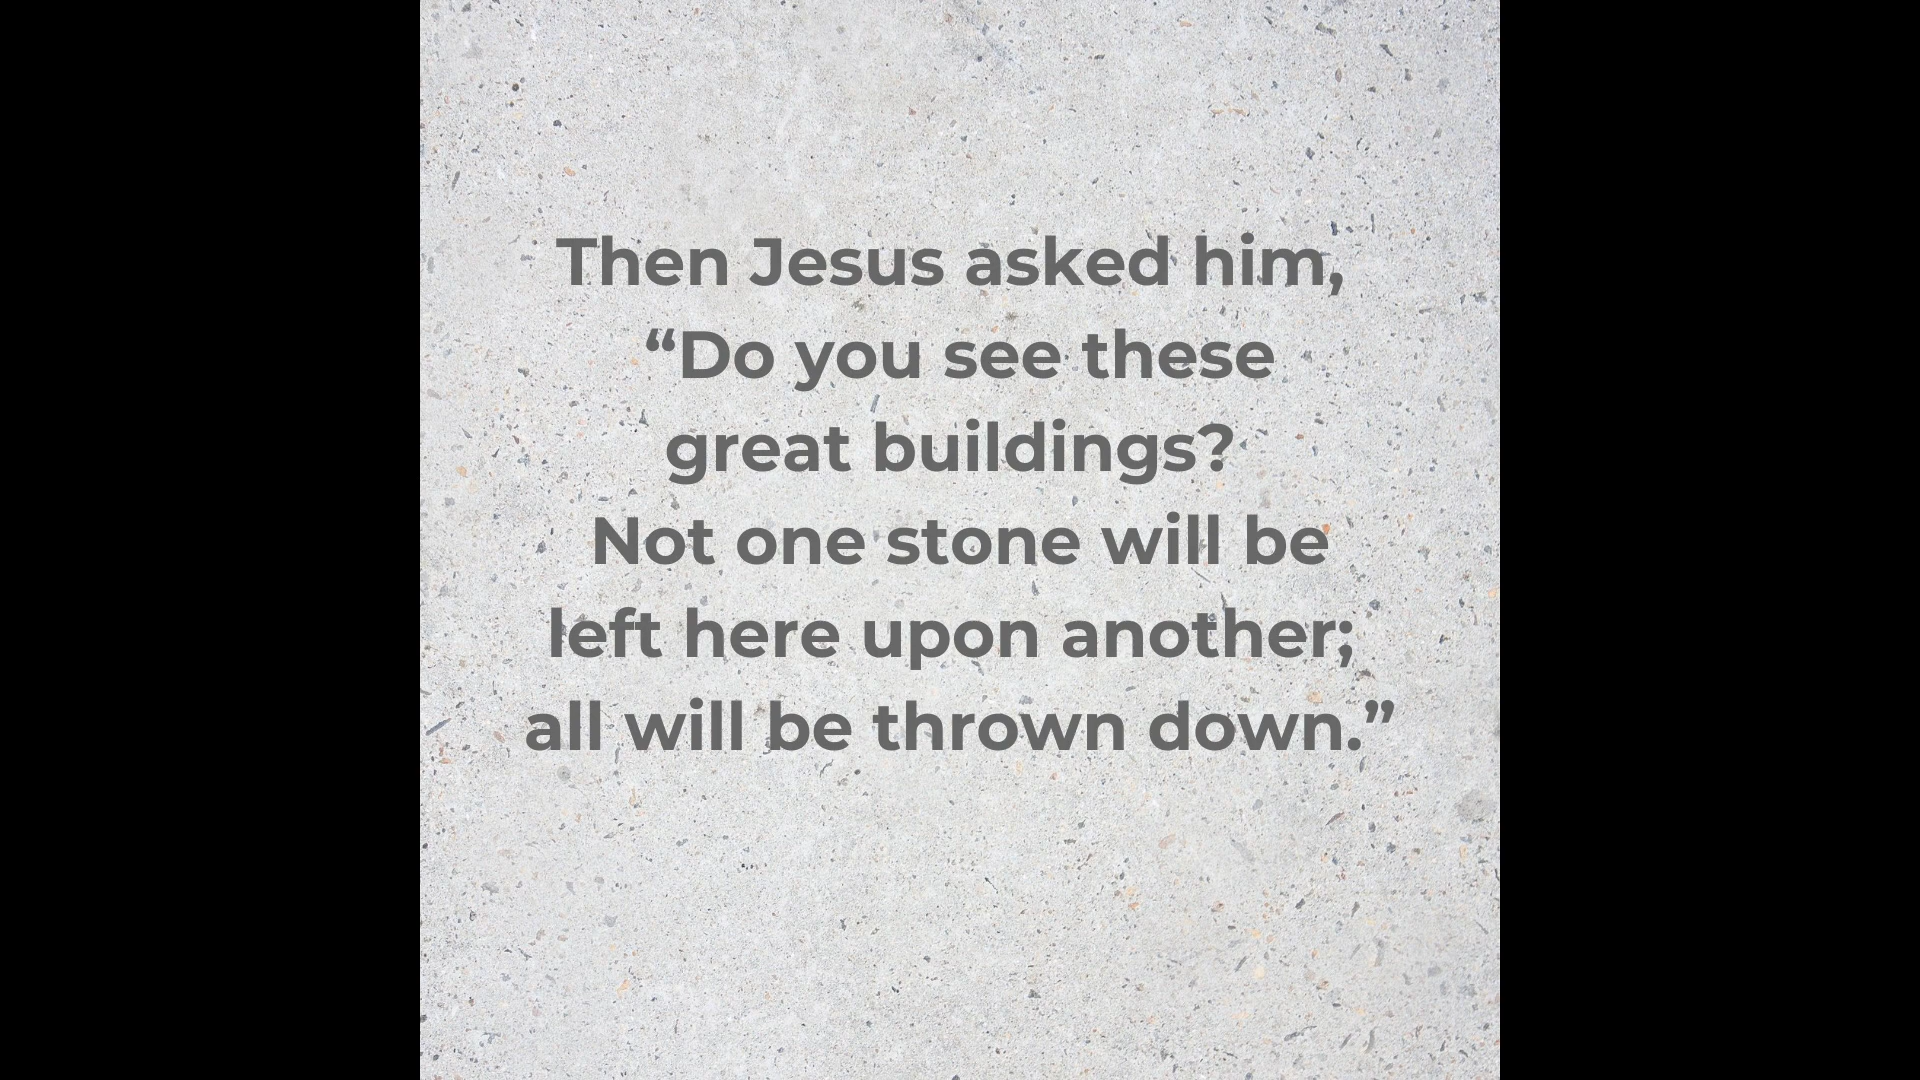 Then Jesus asked him,
“Do you see these
great buildings?
Not one stone will be
left here upon another;
all will be thrown down.”